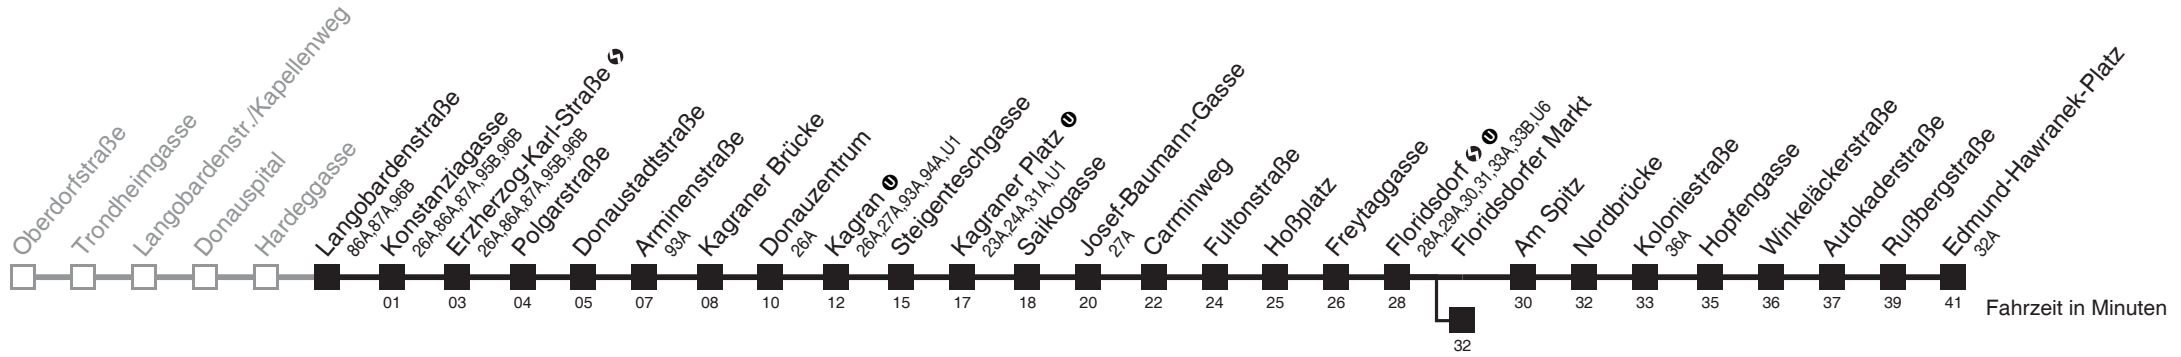 Oberdorfstraße
Trondheimgasse
Langobardenstr./Kapellenweg
Donauspital
Hardeggasse
Langobardenstraße
86A,87A,96B
Konstanziagasse
26A,86A,87A,95B,96B
Erzherzog-Karl-Straße
26A,86A,87A,95B,96B
Polgarstraße
Donaustadtstraße
Arminenstraße
93A
Kagraner Brücke
Donauzentrum
26A
Kagran U
26A,27A,93A,94A,U1
Steigenteschgasse
Kagraner Platz U
23A,24A,31A,U1
Saikogasse
Josef-Baumann-Gasse
27A
Carminweg
Fultonstraße
Hoßplatz
Freytaggasse
Floridsdorf U
28A,29A,30,31,33A,33B,U6
Floridsdorfer Markt
Am Spitz
Nordbrücke
Koloniestraße
36A
Hopfengasse
Winkeläckerstraße
Autokaderstraße
Rußbergstraße
Edmund-Hawranek-Platz
32A
01 03 04 05 07 08 10 12 15 17 18 20 22 24 25 26 28 30 32 33 35 36 37 39 41
Fahrzeit in Minuten
32